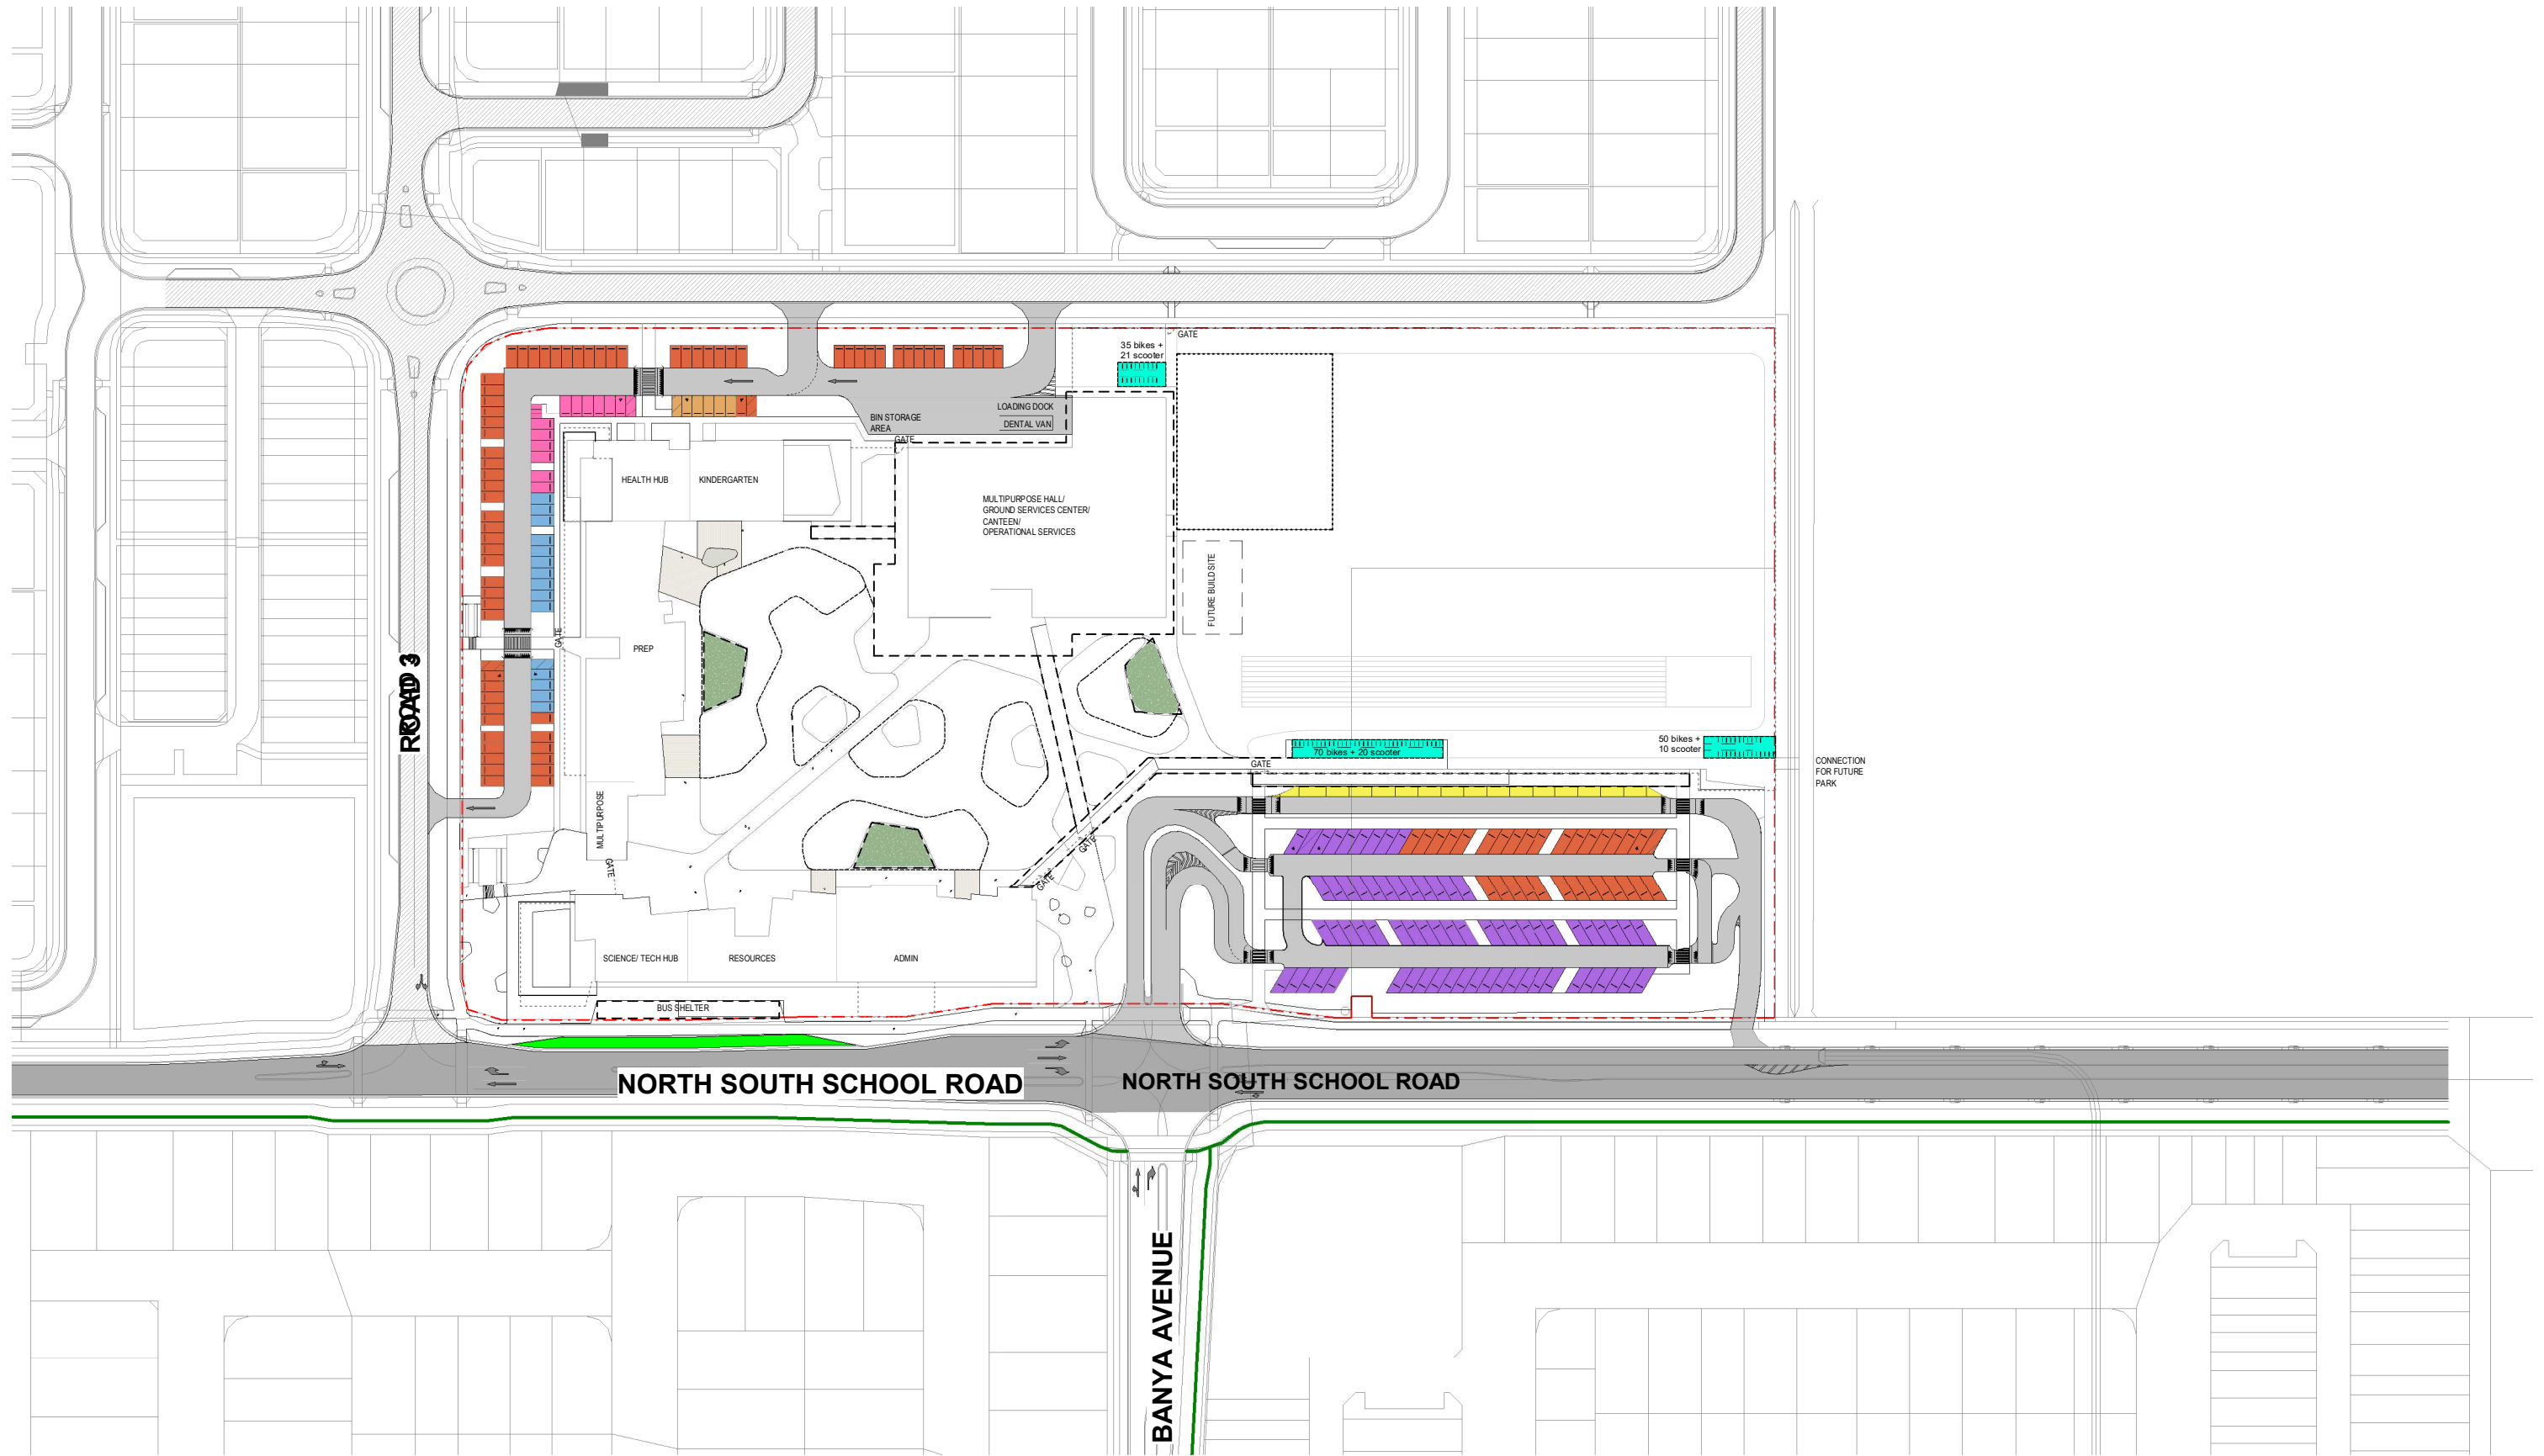 GATE
35 bikes +
21 scooter
LOADING DOCK
BIN STORAGE
AREA
DENTAL VAN
GATE
HEALTH HUB
KINDERGARTEN
MULTIPURPOSE HALL/
GROUND SERVICES CENTER/
CANTEEN/
OPERATIONAL SERVICES
FUTURE BUILD SITE
GATE
PREP
ROAD 3
ROAD 3
70 bikes + 20 scooter
50 bikes +
10 scooter
GATE
CONNECTION
FOR FUTURE
PARK
MULTIPURPOSE
GATE
GATE
GATE
SCIENCE/ TECH HUB
RESOURCES
ADMIN
BUS SHELTER
NORTH SOUTH SCHOOL ROAD
NORTH SOUTH SCHOOL ROAD
BANYA AVENUE